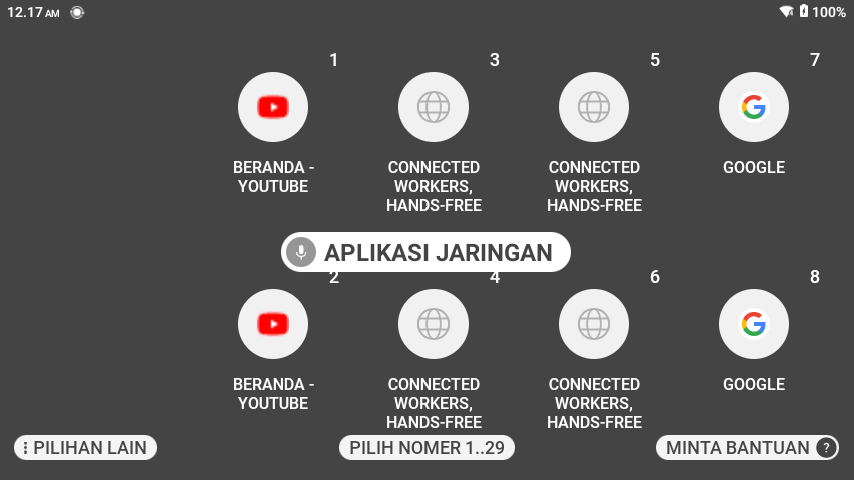 12.17 AM
100%
1
3
5
7
BERANDA -
YOUTUBE
CONNECTED
WORKERS,
HANDS-FREE
CONNECTED
WORKERS,
HANDS-FREE
GOOGLE
APLIKASI JARINGAN
2
4
6
8
BERANDA -
YOUTUBE
CONNECTED
WORKERS,
HANDS-FREE
CONNECTED
WORKERS,
HANDS-FREE
GOOGLE
PILIHAN LAIN
PILIH NOMER 1..29
MINTA BANTUAN ?